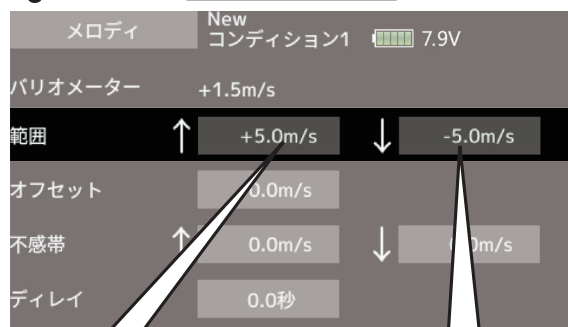 メロディ
New
コンディション1 7.9V
バリオメーター +1.5m/s
範囲 ↑ +5.0m/s ↓ -5.0m/s
オフセット 0.0m/s
不感帯 ↑ 0.0m/s ↓ 0.0m/s
ディレイ 0.0秒